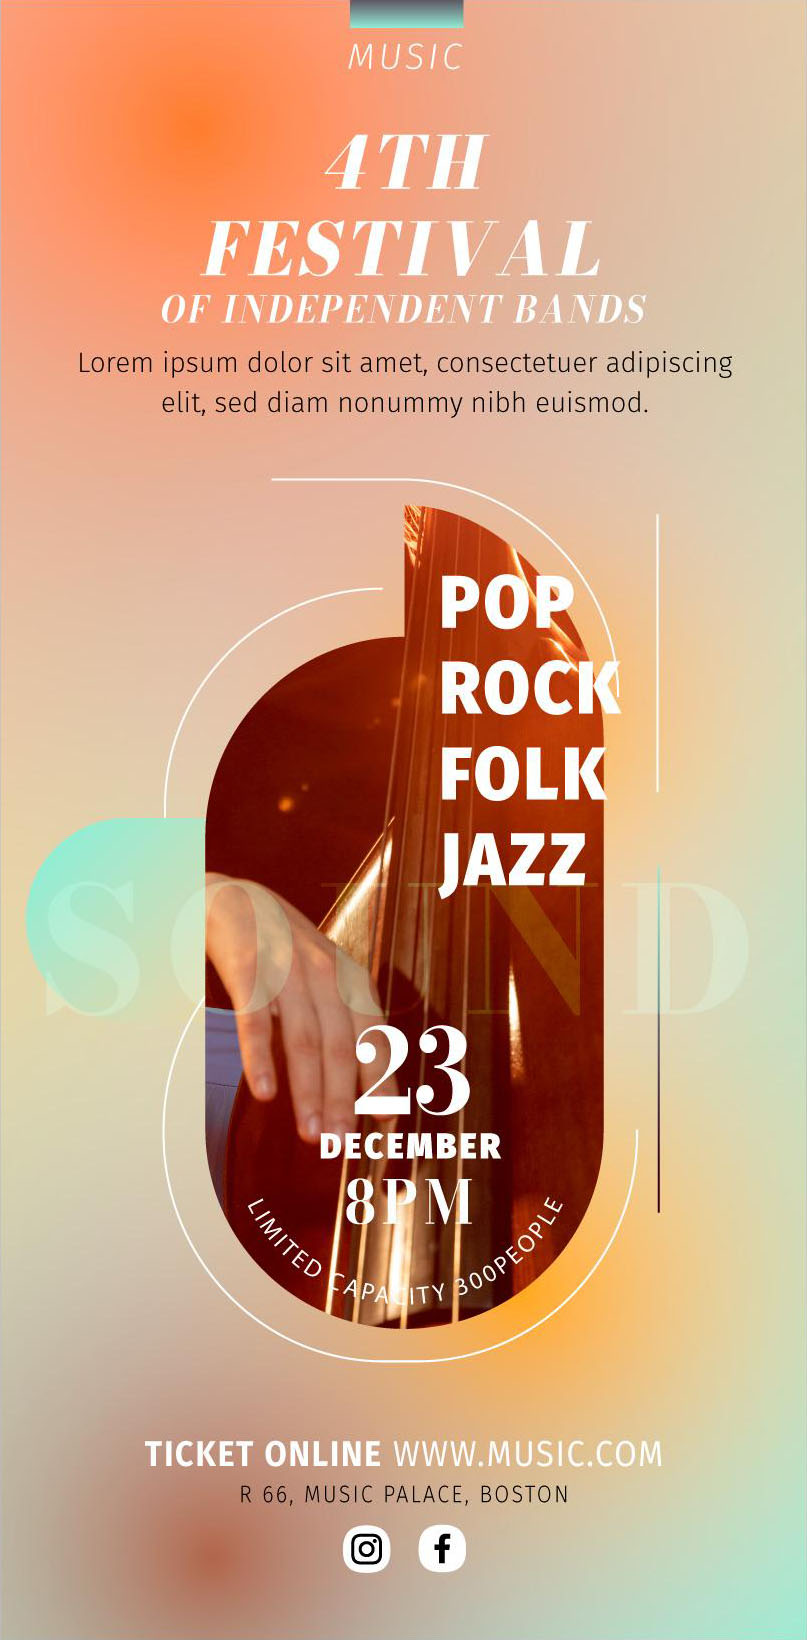 MUSIC
4TH
FESTIVAL
OF INDEPENDENT BANDS
Lorem ipsum dolor sit amet, consectetuer adipiscing
elit, sed diam nonummy nibh euismod.
POP
ROCK
FOLK
JAZZ
SOUND
23
DECEMBER
8PM
LIMITED CAPACITY 300PEOPLE
TICKET ONLINE WWW.MUSIC.COM
R 66, MUSIC PALACE, BOSTON